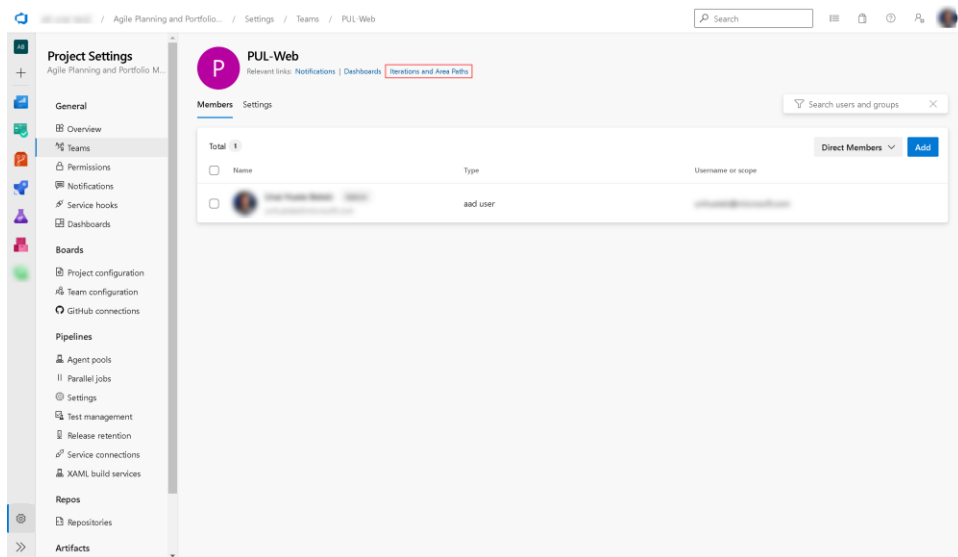 / Agile Planning and Portfolio... / Settings / Teams / PUL-Web
Search
AB
Project Settings
Agile Planning and Portfolio M...
General
Overview
Teams
Permissions
Notifications
Service hooks
Dashboards
Boards
Project configuration
Team configuration
GitHub connections
Pipelines
Agent pools
Parallel jobs
Settings
Test management
Release retention
Service connections
XAML build services
Repos
Repositories
Artifacts
P
PUL-Web
Relevant links: Notifications | Dashboards Iterations and Area Paths
Members Settings
Search users and groups
Total 1
Direct Members
Add
Name Type Username or scope
aad user